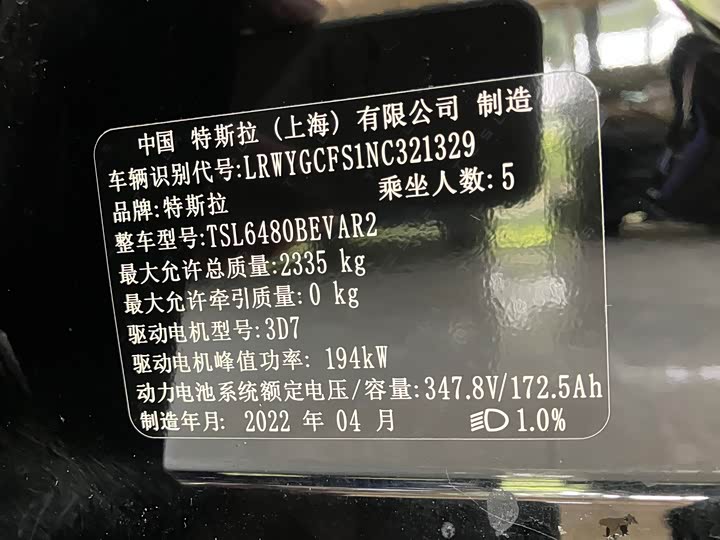 中国 特斯拉（上海）有限公司 制造
车辆识别代号:LRWYGCFS1NC321329
品牌:特斯拉 乘坐人数:5
整车型号:TSL6480BEVAR2
最大允许总质量:2335 kg
最大允许牵引质量:0 kg
驱动电机型号:3D7
驱动电机峰值功率: 194kW
动力电池系统额定电压/容量:347.8V/172.5Ah
制造年月: 2022 年 04 月 1.0%